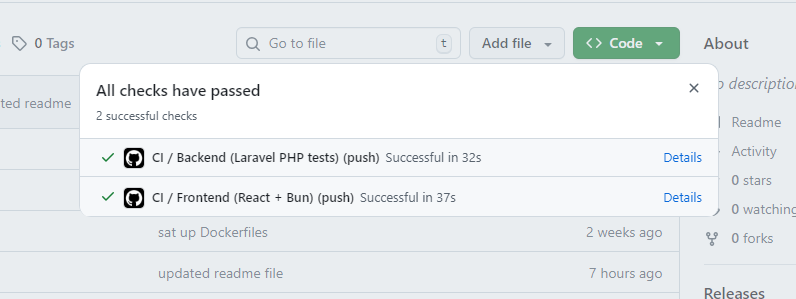 0 Tags
Go to file
t
Add file
Code
About
All checks have passed
2 successful checks
CI / Backend (Laravel PHP tests) (push) Successful in 32s Details
CI / Frontend (React + Bun) (push) Successful in 37s Details
ted readme
description
Readme
Activity
0 stars
0 watching
0 forks
sat up Dockerfiles 2 weeks ago
updated readme file 7 hours ago
Releases